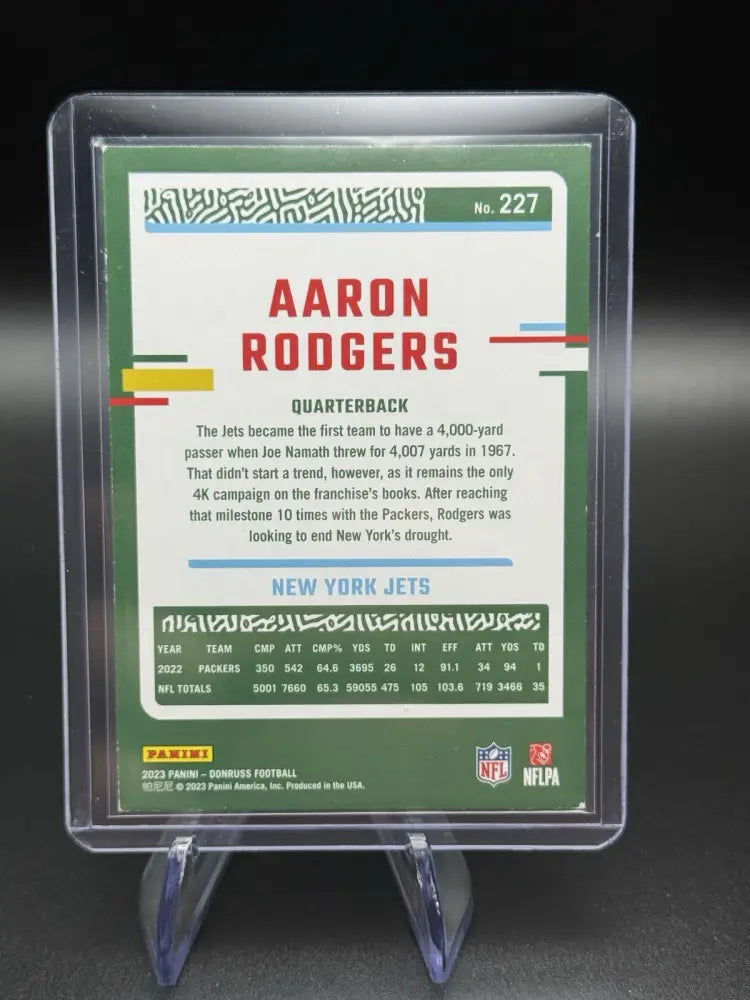 No. 227
AARON
RODGERS
QUARTERBACK
The Jets became the first team to have a 4,000-yard
passer when Joe Namath threw for 4,007 yards in 1967.
That didn't start a trend, however, as it remains the only
4K campaign on the franchise's books. After reaching
that milestone 10 times with the Packers, Rodgers was
looking to end New York's drought.
NEW YORK JETS
YEAR TEAM CMP ATT CMP% YDS TD INT EFF ATT YDS TD
2022 PACKERS 350 542 64.6 3695 26 12 91.1 34 94 1
NFL TOTALS 5001 7660 65.3 59055 475 105 103.6 719 3466 35
PANINI
2023 PANINI – DONRUSS FOOTBALL
帕尼尼 © 2023 Panini America, Inc. Produced in the USA.
NFL
NFLPA